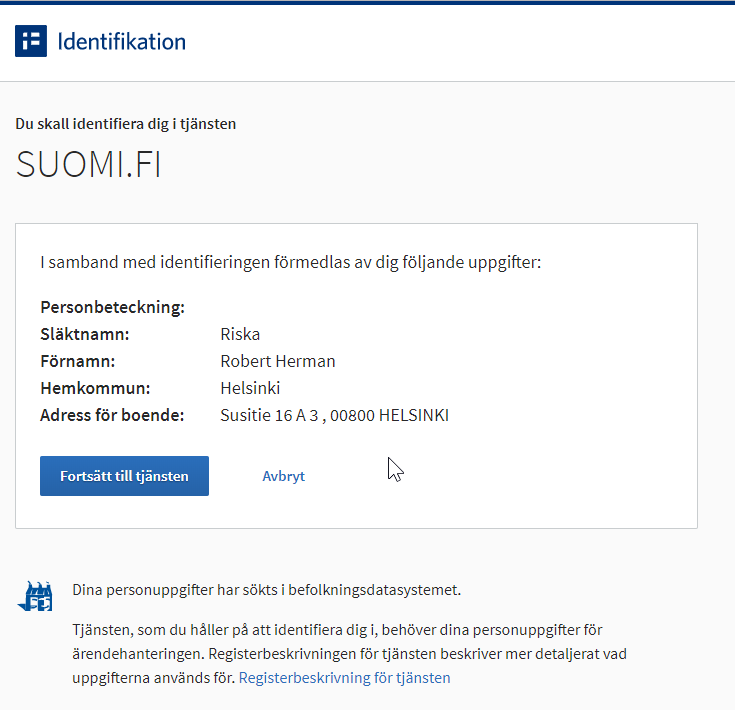 Identifikation
Du skall identifiera dig i tjänsten
SUOMI.FI
I samband med identifieringen förmedlas av dig följande uppgifter:
Personbeteckning:
Släktnamn: Riska
Förnamn: Robert Herman
Hemkommun: Helsinki
Adress för boende: Susitie 16 A 3 , 00800 HELSINKI
Fortsätt till tjänsten Avbryt
Dina personuppgifter har sökts i befolkningsdatasystemet.
Tjänsten, som du håller på att identifiera dig i, behöver dina personuppgifter för
ärendehanteringen. Registerbeskrivningen för tjänsten beskriver mer detaljerat vad
uppgifterna används för. Registerbeskrivning för tjänsten